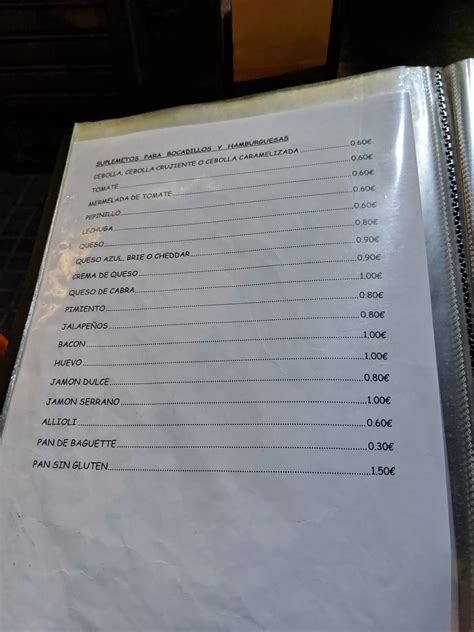 SUPLEMETOS PARA BOCADILLOS Y HAMBURGUESAS
CEBOLLA, CEBOLLA CRUJIENTE O CEBOLLA CARAMELIZADA ........ 0.60€
TOMATE ........ 0.60€
MERMELADA DE TOMATE ........ 0.60€
PEPINILLO ........ 0.60€
LECHUGA ........ 0.60€
QUESO ........ 0.80€
QUESO AZUL, BRIE O CHEDDAR ........ 0.90€
CREMA DE QUESO ........ 0.90€
QUESO DE CABRA ........ 1.00€
PIMIENTO ........ 0.80€
JALAPEÑOS ........ 0.80€
BACON ........ 1.00€
HUEVO ........ 1.00€
JAMON DULCE ........ 0.80€
JAMON SERRANO ........ 1.00€
ALLIOLI ........ 0.60€
PAN DE BAGUETTE ........ 0.30€
PAN SIN GLUTEN ........ 1.50€